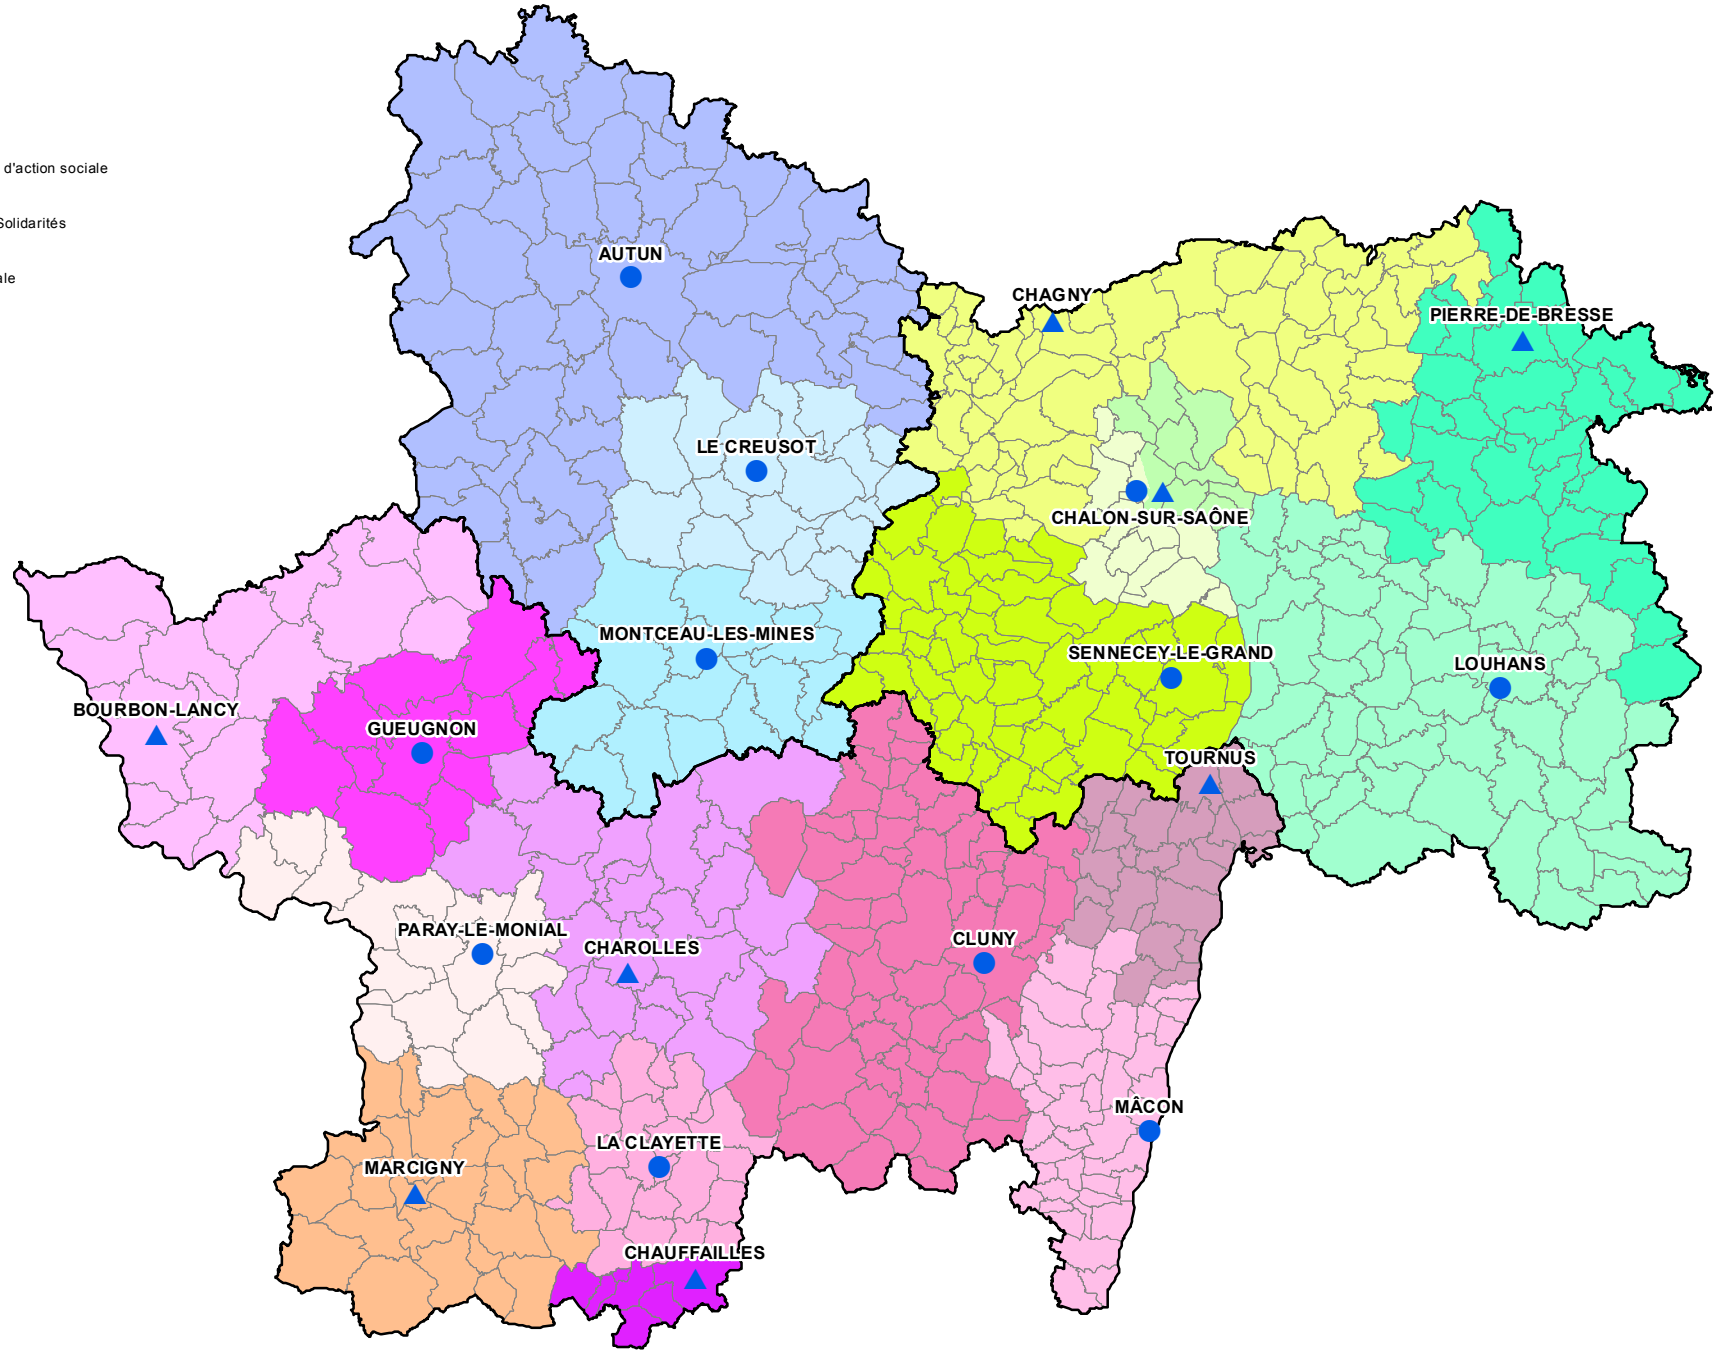 d'action sociale
Solidarités
ale
AUTUN
CHAGNY
PIERRE-DE-BRESSE
LE CREUSOT
CHALON-SUR-SAÔNE
MONTCEAU-LES-MINES
SENNECEY-LE-GRAND
LOUHANS
BOURBON-LANCY
GUEUGNON
TOURNUS
PARAY-LE-MONIAL
CHAROLLES
CLUNY
MÂCON
LA CLAYETTE
MARCIGNY
CHAUFFAILLES